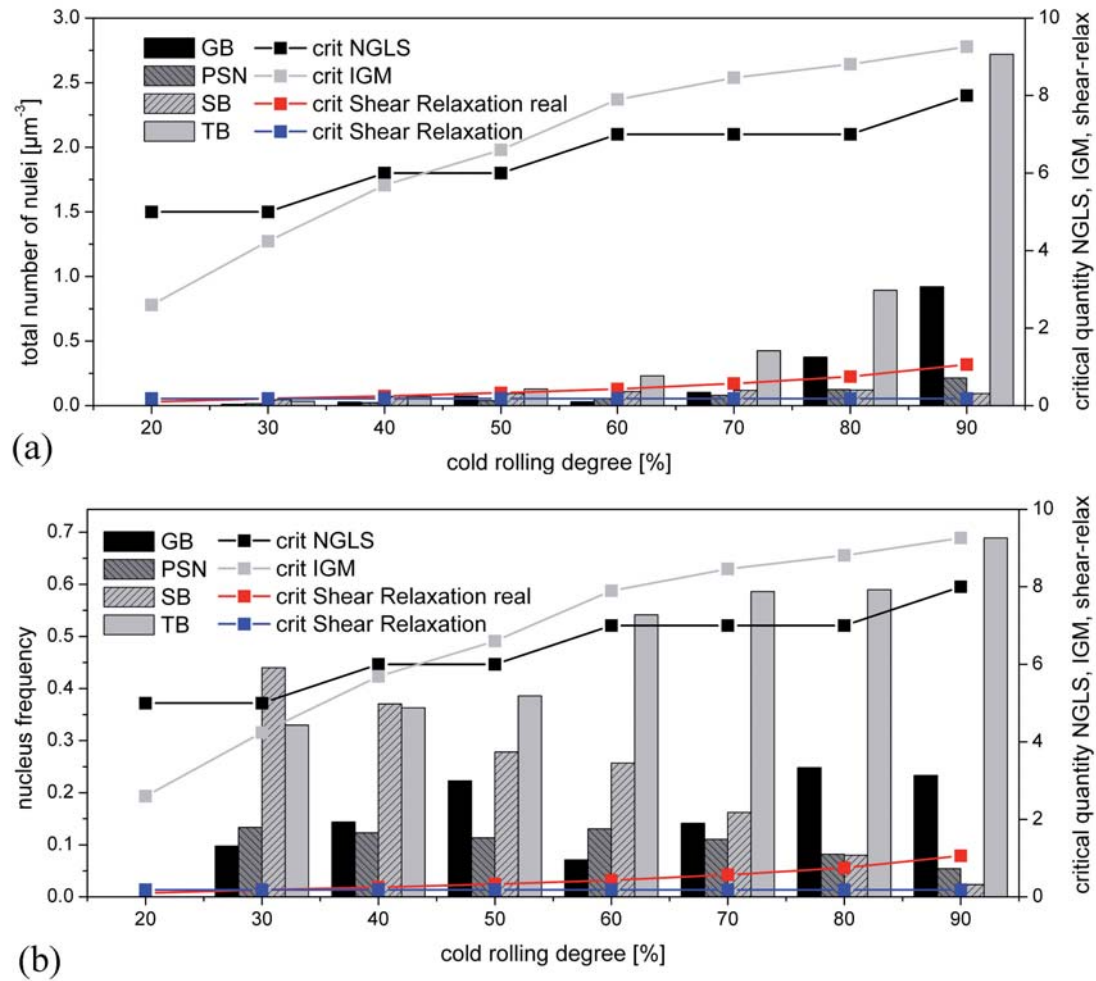 3.0
2.5
2.0
1.5
1.0
0.5
0.0
total number of nulei [µm⁻³]
GB
PSN
SB
TB
crit NGLS
crit IGM
crit Shear Relaxation real
crit Shear Relaxation
10
8
6
4
2
0
critical quantity NGLS, IGM, shear-relax
20 30 40 50 60 70 80 90
cold rolling degree [%]
(a)
0.7
0.6
0.5
0.4
0.3
0.2
0.1
0.0
nucleus frequency
GB
PSN
SB
TB
crit NGLS
crit IGM
crit Shear Relaxation real
crit Shear Relaxation
10
8
6
4
2
0
critical quantity NGLS, IGM, shear-relax
20 30 40 50 60 70 80 90
cold rolling degree [%]
(b)